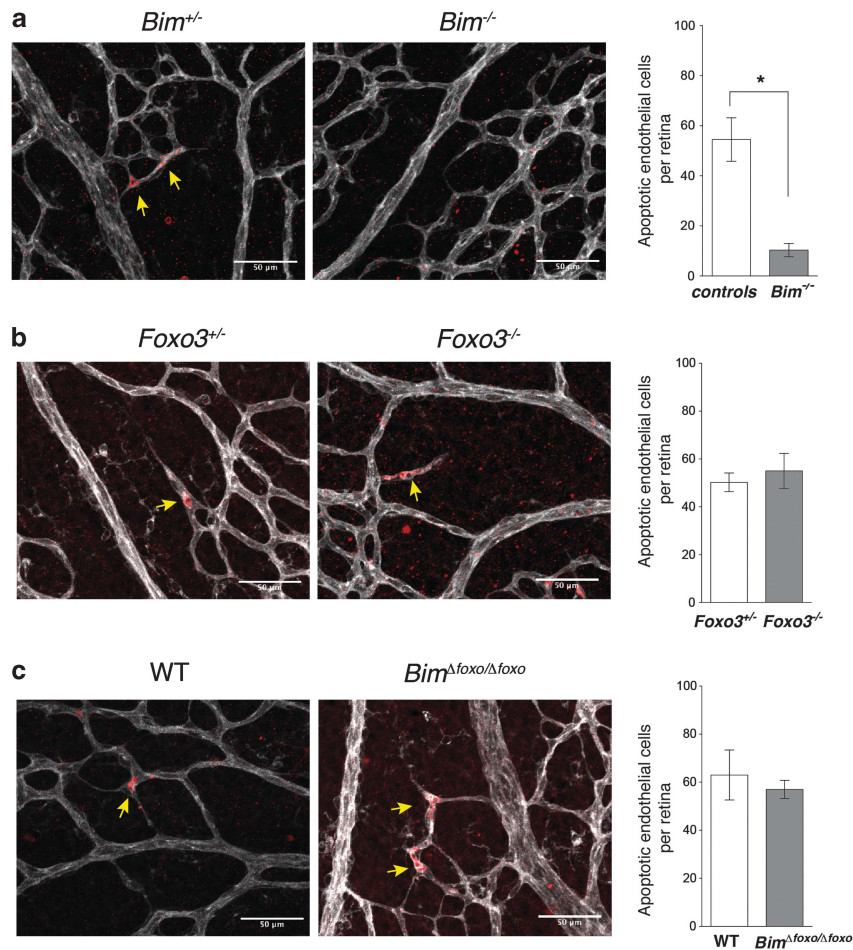 a
Bim+/-
Bim-/-
50 µm
50 µm
Apoptotic endothelial cells
per retina
100
80
60
40
20
0
*
controls Bim-/-
b
Foxo3+/-
Foxo3-/-
50 µm
50 µm
Apoptotic endothelial cells
per retina
100
80
60
40
20
0
Foxo3+/- Foxo3-/-
c
WT
BimΔfoxo/Δfoxo
50 µm
50 µm
Apoptotic endothelial cells
per retina
100
80
60
40
20
0
WT BimΔfoxo/Δfoxo